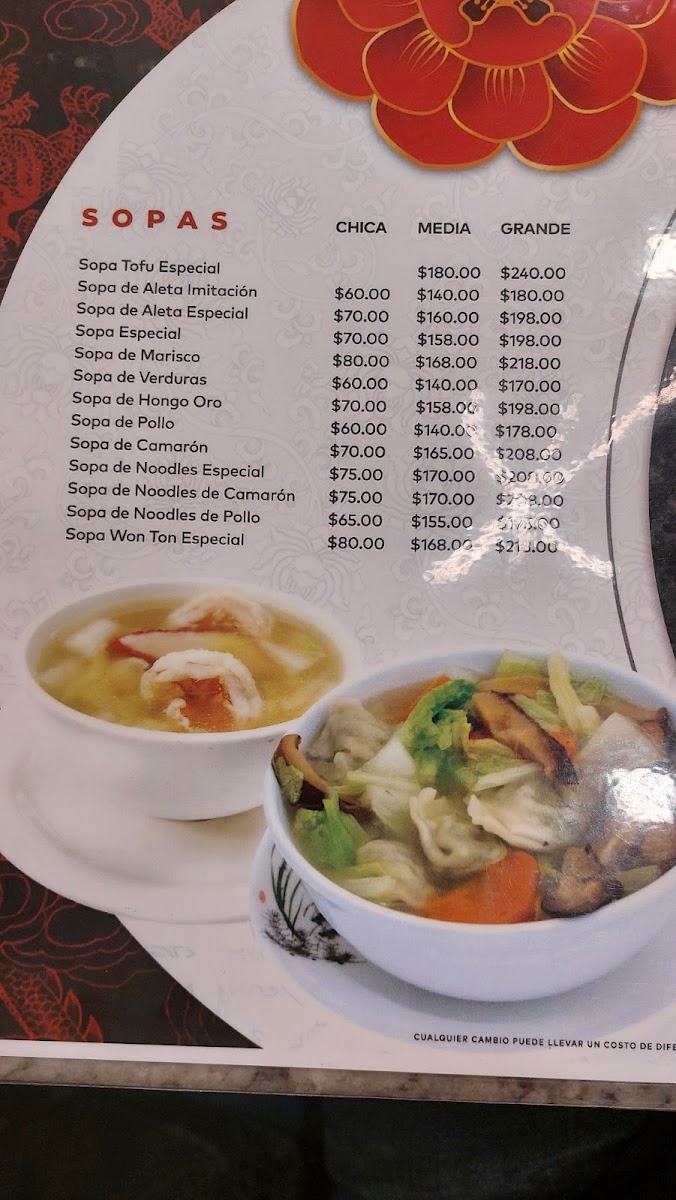 SOPAS CHICA MEDIA GRANDE
Sopa Tofu Especial $180.00 $240.00
Sopa de Aleta Imitación $60.00 $140.00 $180.00
Sopa de Aleta Especial $70.00 $160.00 $198.00
Sopa Especial $70.00 $158.00 $198.00
Sopa de Marisco $80.00 $168.00 $218.00
Sopa de Verduras $60.00 $140.00 $170.00
Sopa de Hongo Oro $70.00 $158.00 $198.00
Sopa de Pollo $60.00 $140.00 $178.00
Sopa de Camarón $70.00 $165.00 $208.00
Sopa de Noodles Especial $75.00 $170.00
Sopa de Noodles de Camarón $75.00 $170.00
Sopa de Noodles de Pollo $65.00 $155.00
Sopa Won Ton Especial $80.00 $168.00
CUALQUIER CAMBIO PUEDE LLEVAR UN COSTO DE DIFE